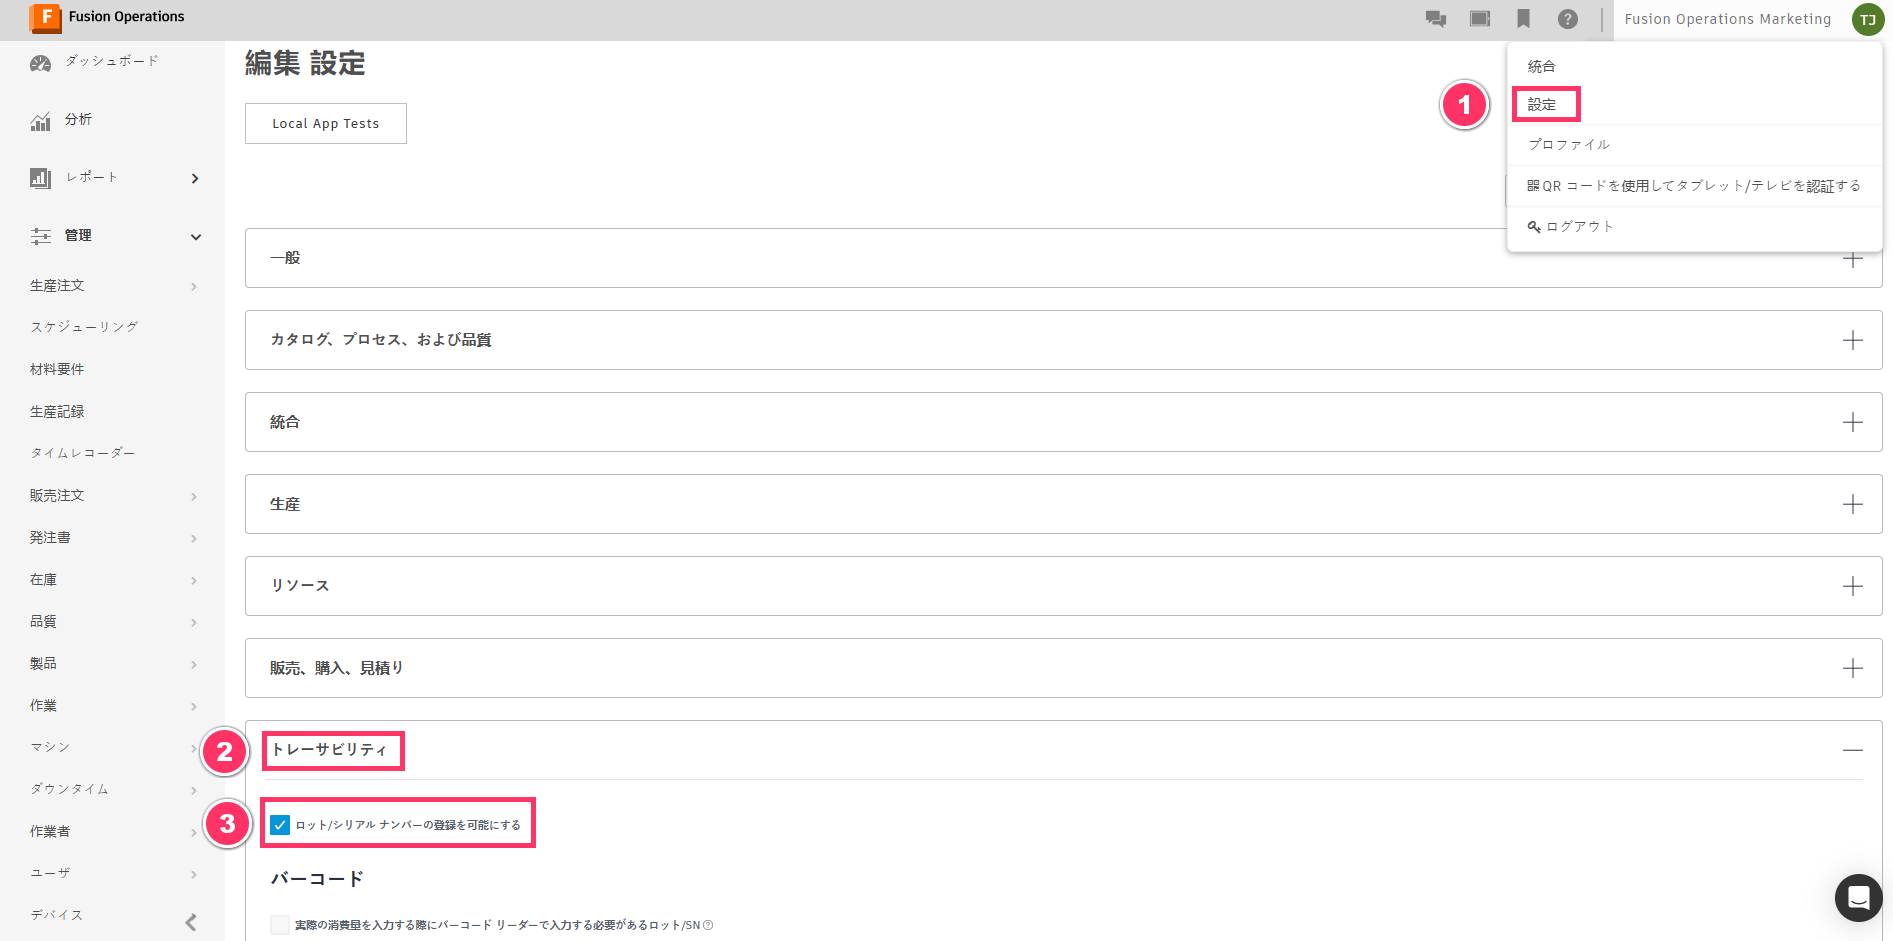 Fusion Operations
Fusion Operations Marketing
TJ
ダッシュボード
分析
レポート
管理
生産注文
スケジューリング
材料要件
生産記録
タイムレコーダー
販売注文
発注書
在庫
品質
製品
作業
マシン
ダウンタイム
作業者
ユーザ
デバイス
編集 設定
Local App Tests
1
統合
設定
プロファイル
QR コードを使用してタブレット/テレビを認証する
ログアウト
一般
カタログ、プロセス、および品質
統合
生産
リソース
販売、購入、見積り
2
トレーサビリティ
3
ロット/シリアル ナンバーの登録を可能にする
バーコード
実際の消費量を入力する際にバーコード リーダーで入力する必要があるロット/SN